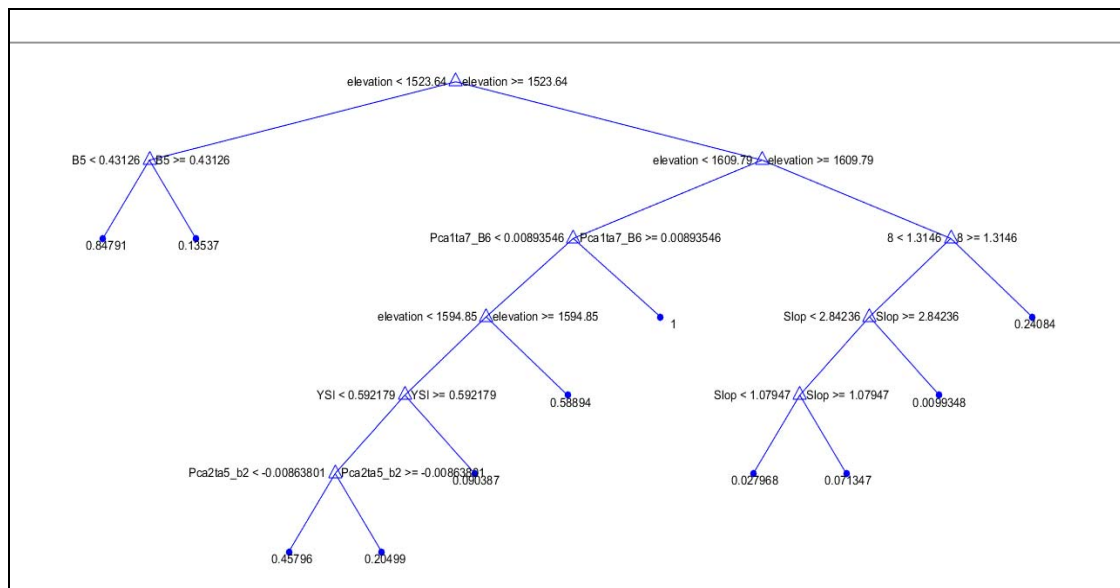 elevation < 1523.64 elevation >= 1523.64
B5 < 0.43126 B5 >= 0.43126
elevation < 1609.79 elevation >= 1609.79
0.84791
0.13537
Pca1ta7_B6 < 0.00893546 Pca1ta7_B6 >= 0.00893546
8 < 1.3146 8 >= 1.3146
elevation < 1594.85 elevation >= 1594.85
1
Slop < 2.84236 Slop >= 2.84236
0.24084
YSI < 0.592179 YSI >= 0.592179
0.58894
Slop < 1.07947 Slop >= 1.07947
0.0099348
Pca2ta5_b2 < -0.00863801 Pca2ta5_b2 >= -0.00863801
0.090387
0.027968
0.071347
0.45796
0.20499